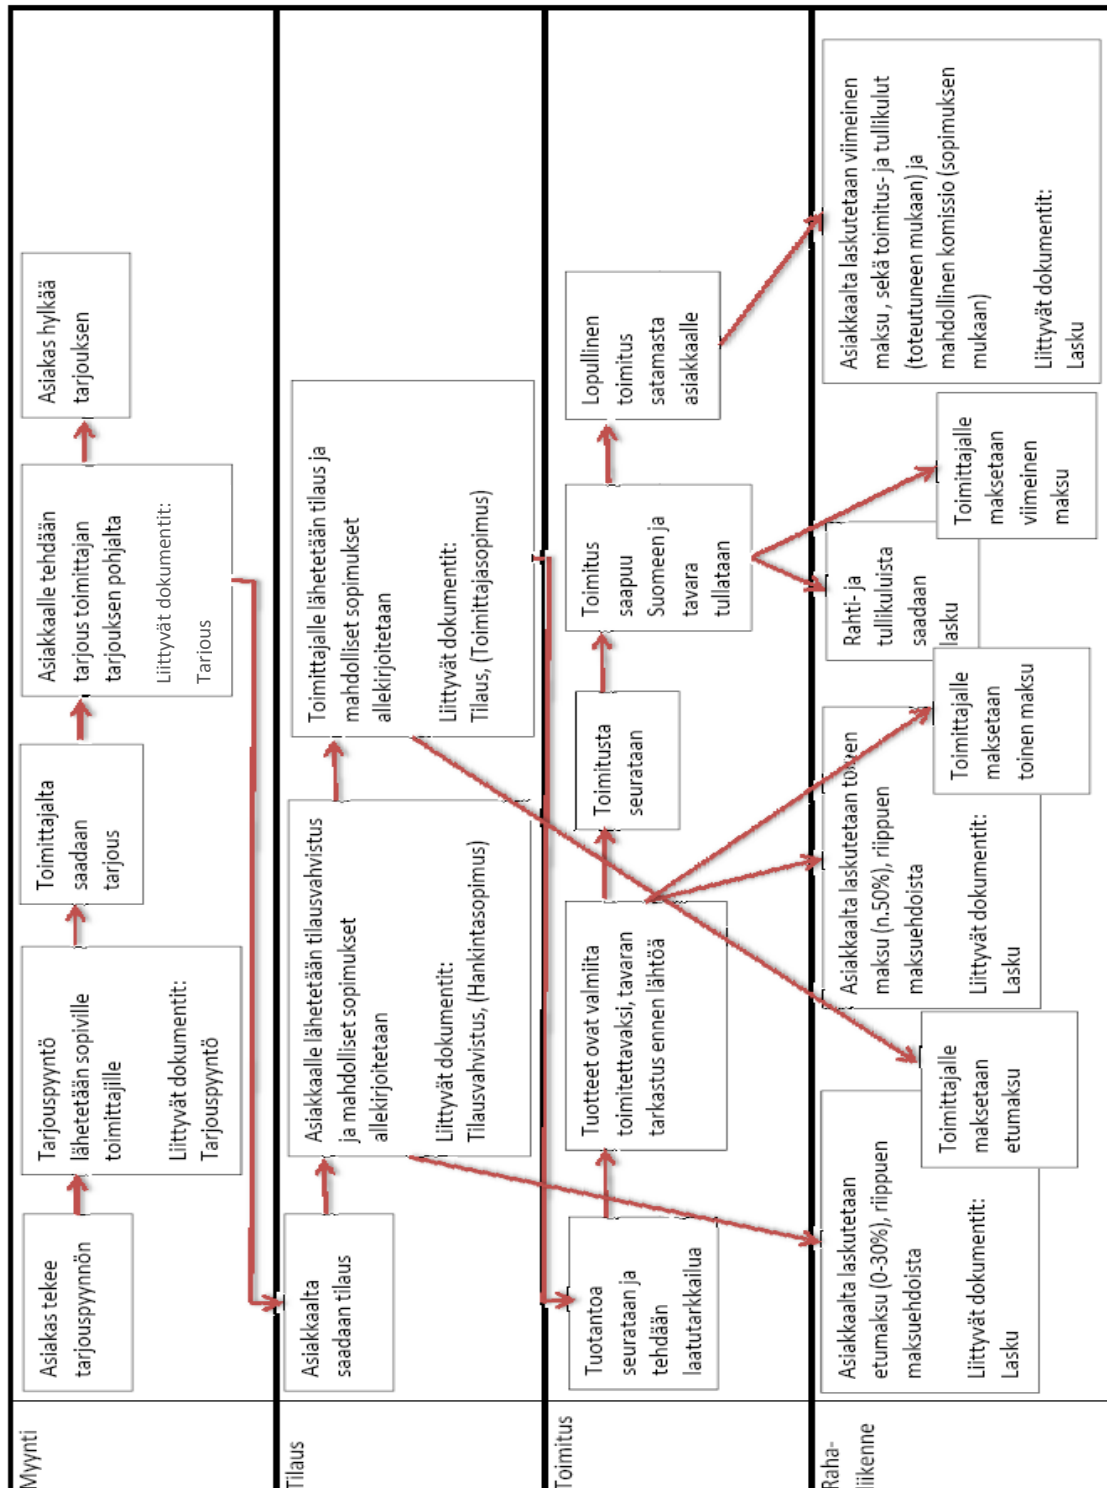 Myynti
Asiakas tekee
tarjouspyynnön
Tarjouspyyntö
lähetetään sopiville
toimittajille
Liittyvät dokumentit:
Tarjouspyyntö
Toimittajalta
saadaan
tarjous
Asiakkaalle tehdään
tarjous toimittajan
tarjouksen pohjalta
Liittyvät dokumentit:
Tarjous
Asiakas hylkää
tarjouksen
Tilaus
Asiakkaalta
saadaan tilaus
Asiakkaalle lähetetään tilausvahvistus
ja mahdolliset sopimukset
allekirjoitetaan
Liittyvät dokumentit:
Tilausvahvistus, (Hankintasopimus)
Toimittajalle lähetetään tilaus ja
mahdolliset sopimukset
allekirjoitetaan
Liittyvät dokumentit:
Tilaus, (Toimittajasopimus)
Toimitus
Tuotantoa
seurataan ja
tehdään
laatutarkkailua
Tuotteet ovat valmiita
toimitettavaksi, tavaran
tarkastus ennen lähtöä
Toimitusta
seurataan
Toimitus
saapuu
Suomeen ja
tavara
tullataan
Lopullinen
toimitus
satamasta
asiakkaalle
Raha-
liikenne
Asiakkaalta laskutetaan
etumaksu (0-30%), riippuen
maksuehdoista
Liittyvät dokumentit:
Lasku
Toimittajalle
maksetaan
etumaksu
Asiakkaalta laskutetaan toinen
maksu (n.50%), riippuen
maksuehdoista
Liittyvät dokumentit:
Lasku
Toimittajalle
maksetaan
toinen maksu
Rahti- ja
tullikuluista
saadaan
lasku
Toimittajalle
maksetaan
viimeinen
maksu
Asiakkaalta laskutetaan viimeinen
maksu , sekä toimitus- ja tullikulut
(toteutuneen mukaan) ja
mahdollinen komissio (sopimuksen
mukaan)
Liittyvät dokumentit:
Lasku